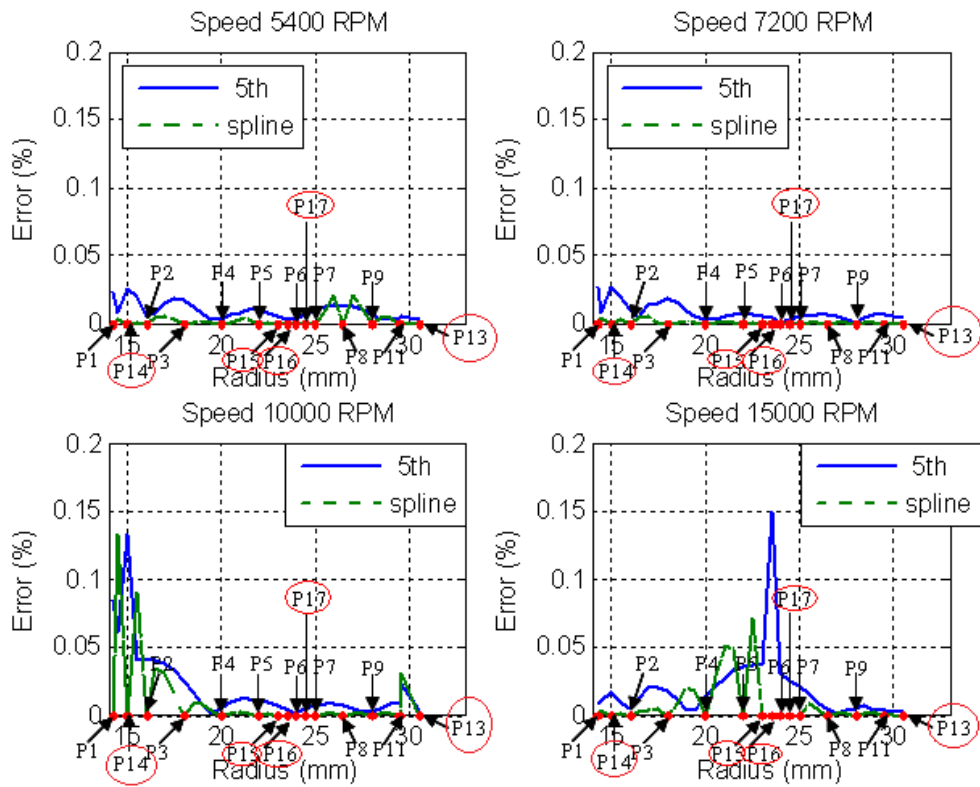 Speed 5400 RPM
0.2
0.15
0.1
0.05
0
Error (%)
5th
spline
P17
P2
P4
P5
P6
P7
P9
P1
P14
P3
P15
P16
P8
P11
P13
15
20
25
30
Radius (mm)
Speed 7200 RPM
0.2
0.15
0.1
0.05
0
Error (%)
5th
spline
P17
P2
P4
P5
P6
P7
P9
P1
P14
P3
P15
P16
P8
P11
P13
15
20
25
30
Radius (mm)
Speed 10000 RPM
0.2
0.15
0.1
0.05
0
Error (%)
5th
spline
P17
P2
P4
P5
P6
P7
P9
P1
P14
P3
P15
P16
P8
P11
P13
15
20
25
30
Radius (mm)
Speed 15000 RPM
0.2
0.15
0.1
0.05
0
Error (%)
5th
spline
P17
P2
P4
P5
P6
P7
P9
P1
P14
P3
P15
P16
P8
P11
P13
15
20
25
30
Radius (mm)